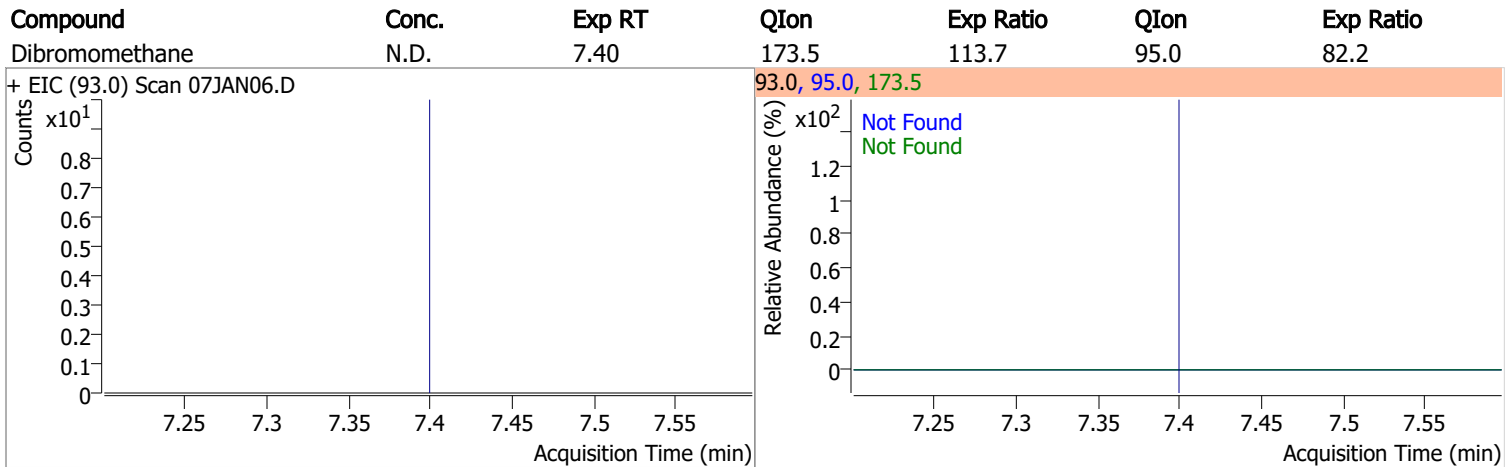 Compound Conc. Exp RT QIon Exp Ratio QIon Exp Ratio
Dibromomethane N.D. 7.40 173.5 113.7 95.0 82.2
+ EIC (93.0) Scan 07JAN06.D
Counts
x10¹
0.8
0.7
0.6
0.5
0.4
0.3
0.2
0.1
0
7.25 7.3 7.35 7.4 7.45 7.5 7.55
Acquisition Time (min)
93.0, 95.0, 173.5
Relative Abundance (%)
x10²
Not Found
Not Found
1.2
1
0.8
0.6
0.4
0.2
0
7.25 7.3 7.35 7.4 7.45 7.5 7.55
Acquisition Time (min)